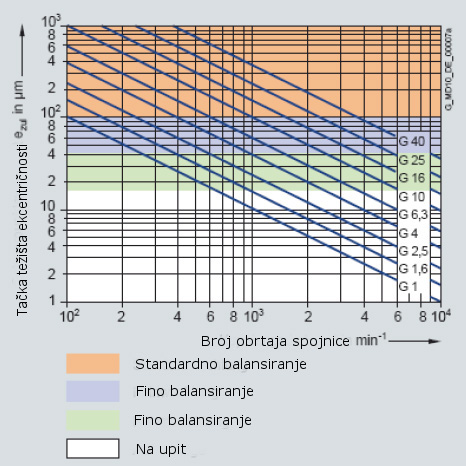 Tačka težišta ekcentričnosti e_zul in µm
10³
8
6
4
2
10²
8
6
4
2
10
8
6
4
2
1
G 40
G 25
G 16
G 10
G 6,3
G 4
G 2,5
G 1,6
G 1
G_MD10_DE_00007a
10² 2 4 6 8 10³ 2 4 6 8 10⁴
Broj obrtaja spojnice min⁻¹
Standardno balansiranje
Fino balansiranje
Fino balansiranje
Na upit